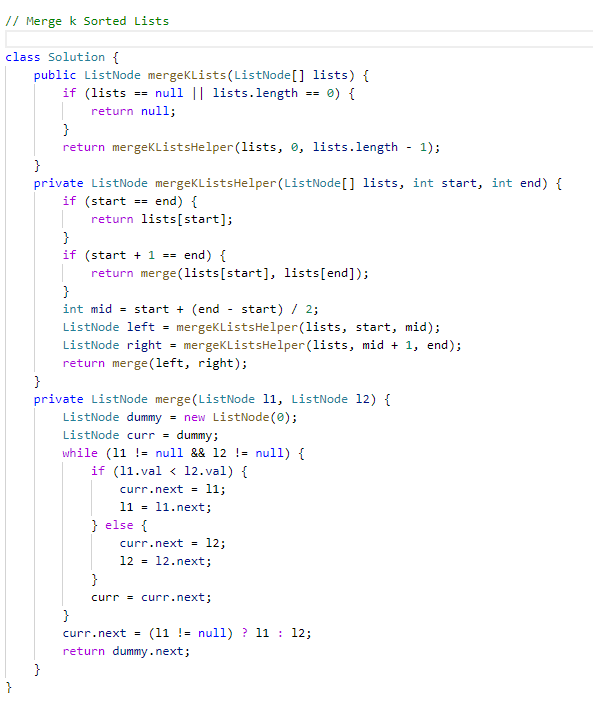 // Merge k Sorted Lists
class Solution {
    public ListNode mergeKLists(ListNode[] lists) {
        if (lists == null || lists.length == 0) {
            return null;
        }
        return mergeKListsHelper(lists, 0, lists.length - 1);
    }
    private ListNode mergeKListsHelper(ListNode[] lists, int start, int end) {
        if (start == end) {
            return lists[start];
        }
        if (start + 1 == end) {
            return merge(lists[start], lists[end]);
        }
        int mid = start + (end - start) / 2;
        ListNode left = mergeKListsHelper(lists, start, mid);
        ListNode right = mergeKListsHelper(lists, mid + 1, end);
        return merge(left, right);
    }
    private ListNode merge(ListNode l1, ListNode l2) {
        ListNode dummy = new ListNode(0);
        ListNode curr = dummy;
        while (l1 != null && l2 != null) {
            if (l1.val < l2.val) {
                curr.next = l1;
                l1 = l1.next;
            } else {
                curr.next = l2;
                l2 = l2.next;
            }
            curr = curr.next;
        }
        curr.next = (l1 != null) ? l1 : l2;
        return dummy.next;
    }
}